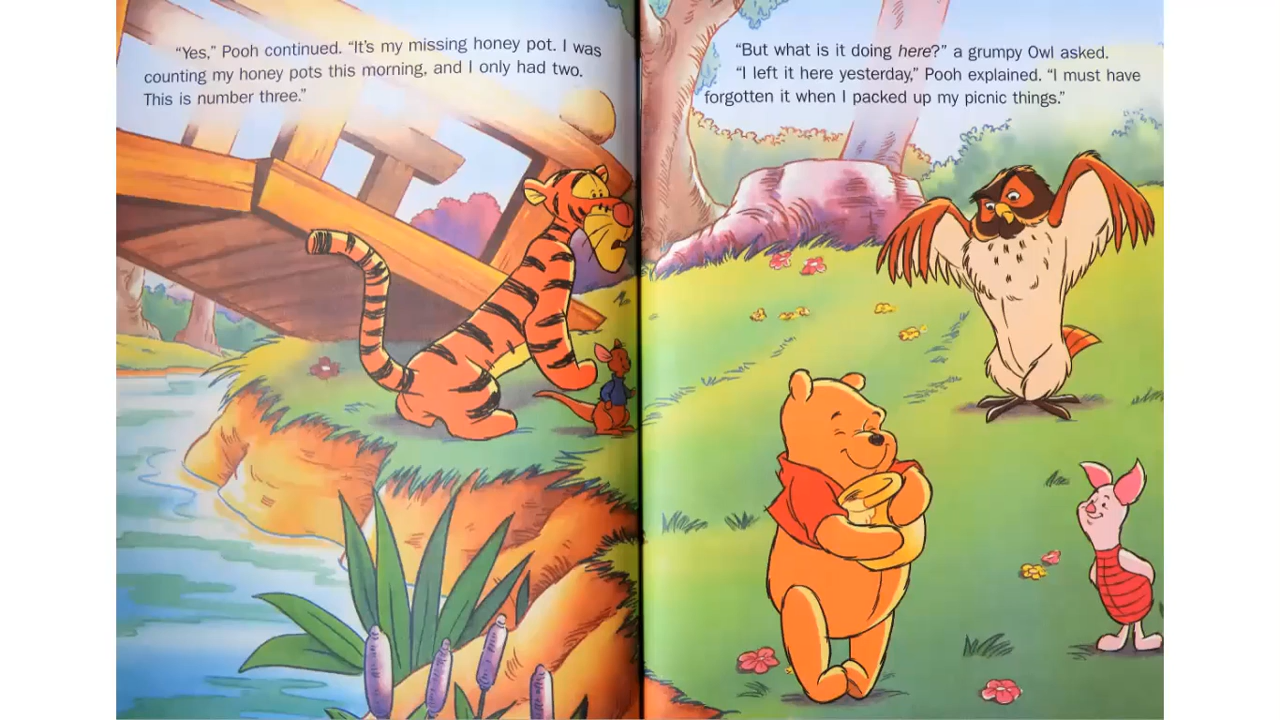 “Yes,” Pooh continued. “It’s my missing honey pot. I was
counting my honey pots this morning, and I only had two.
This is number three.”
“But what is it doing here?” a grumpy Owl asked.
“I left it here yesterday,” Pooh explained. “I must have
forgotten it when I packed up my picnic things.”